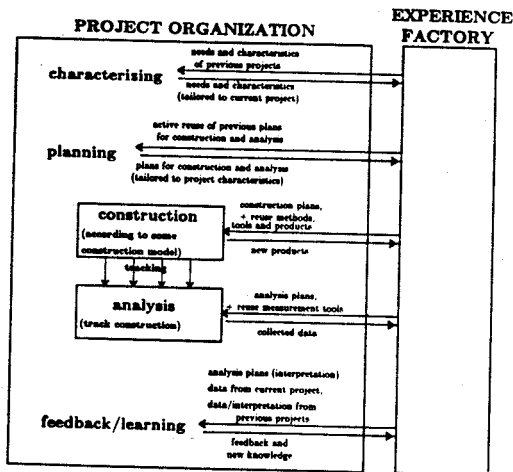 PROJECT ORGANIZATION
EXPERIENCE
FACTORY
needs and characteristics
of previous projects
characterising
needs and characteristics
(tailored to current project)
active reuse of previous plans
for construction and analysis
planning
plans for construction and analysis
(tailored to project characteristics)
construction
(according to some
construction model)
construction plans,
+ reuse methods,
tools and products
new products
tracking
analysis
(track construction)
analysis plans,
+ reuse measurement tools
collected data
analysis plans (interpretation)
data from current project,
data/interpretation from
previous projects
feedback/learning
feedback and
new knowledge